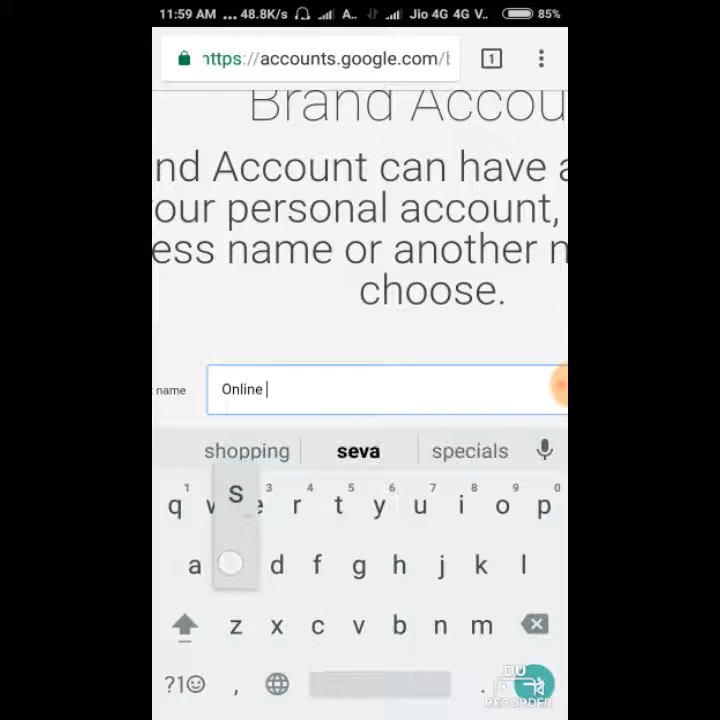 11:59 AM ... 48.8K/s A.. Jio 4G 4G V.. 85%
https://accounts.google.com/b
1
Brand Accou
nd Account can have a
our personal account,
ess name or another n
choose.
name
Online
shopping seva specials
s
q 1 w e 3 r 4 t 5 y 6 u 7 i 8 o 9 p 0
a d f g h j k l
z x c v b n m
?1 , .
DU
RECORDER